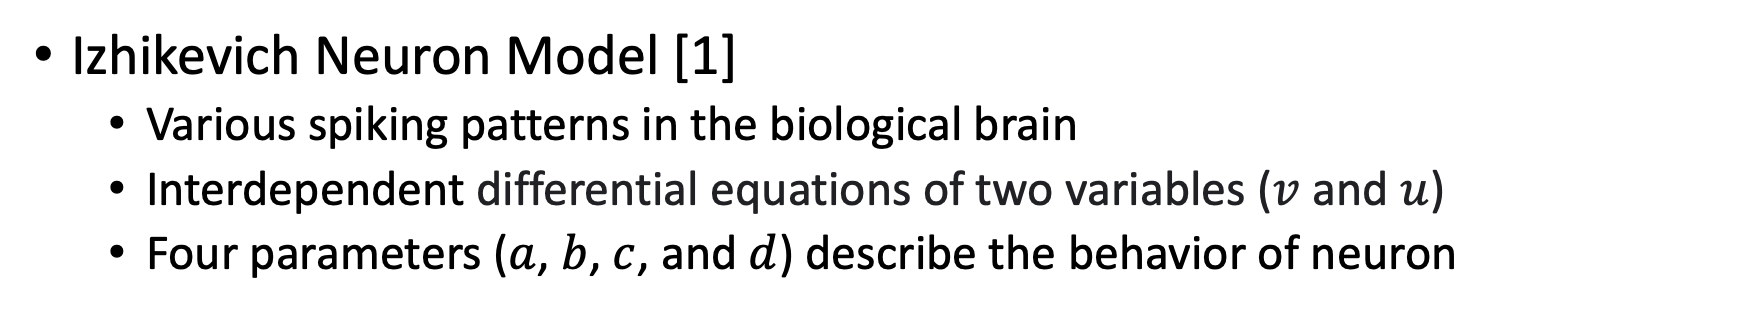 • Izhikevich Neuron Model [1]
• Various spiking patterns in the biological brain
• Interdependent differential equations of two variables (𝑣 and 𝑢)
• Four parameters (𝑎, 𝑏, 𝑐, and 𝑑) describe the behavior of neuron